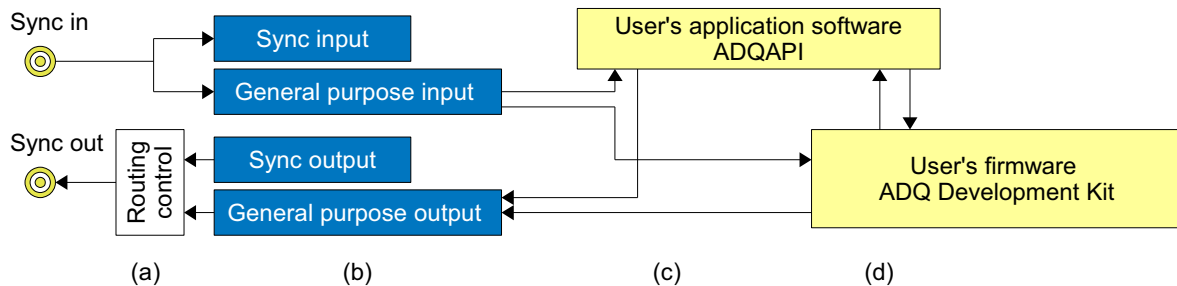 Sync in
Sync input
General purpose input
User's application software
ADQAPI
Sync out
Routing
control
Sync output
General purpose output
User's firmware
ADQ Development Kit
(a)
(b)
(c)
(d)